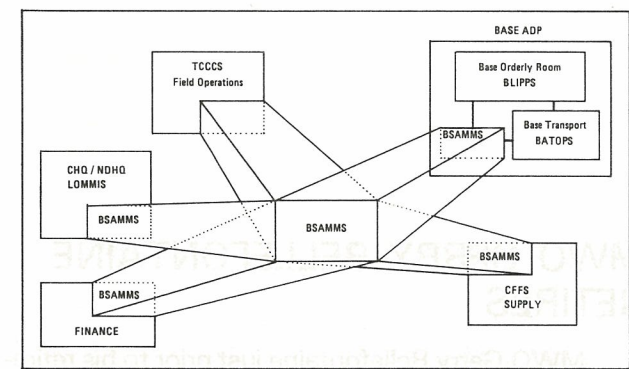 BASE ADP
TCCCS
Field Operations
Base Orderly Room
BLIPPS
Base Transport
BATOPS
BSAMMS
CHQ / NDHQ
LOMMIS
BSAMMS
BSAMMS
BSAMMS
CFFS
SUPPLY
BSAMMS
FINANCE